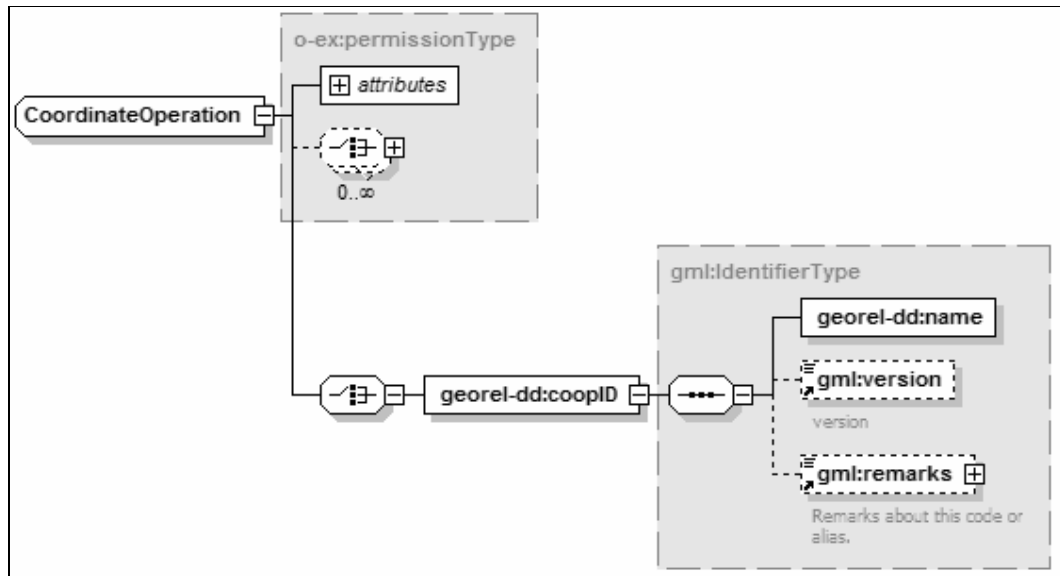 o-ex:permissionType
attributes
CoordinateOperation
0..∞
gml:IdentifierType
georel-dd:name
georel-dd:coopID
gml:version
version
gml:remarks
Remarks about this code or
alias.